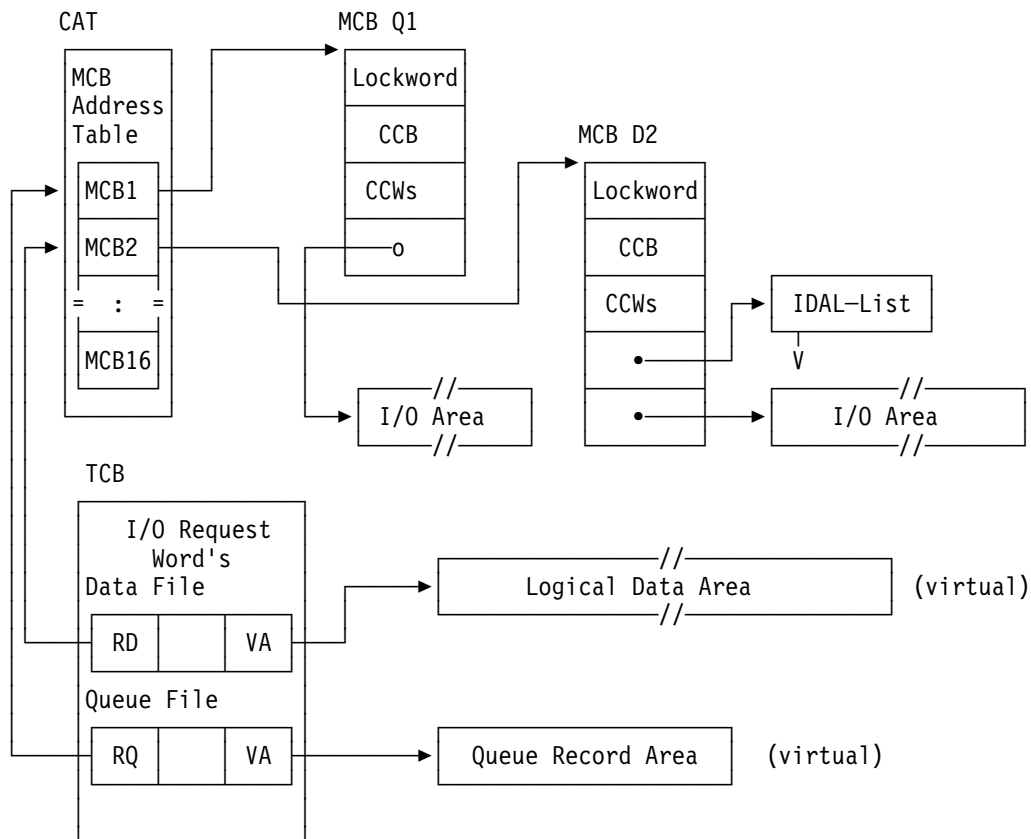 CAT
MCB
Address
Table
MCB1
MCB2
= : =
MCB16
MCB Q1
Lockword
CCB
CCWs
o
// 
I/O Area
//
MCB D2
Lockword
CCB
CCWs
•
•
IDAL—List
V
//
I/O Area
//
TCB
I/O Request
Word's
Data File
RD VA
Queue File
RQ VA
//
Logical Data Area (virtual)
//
Queue Record Area (virtual)